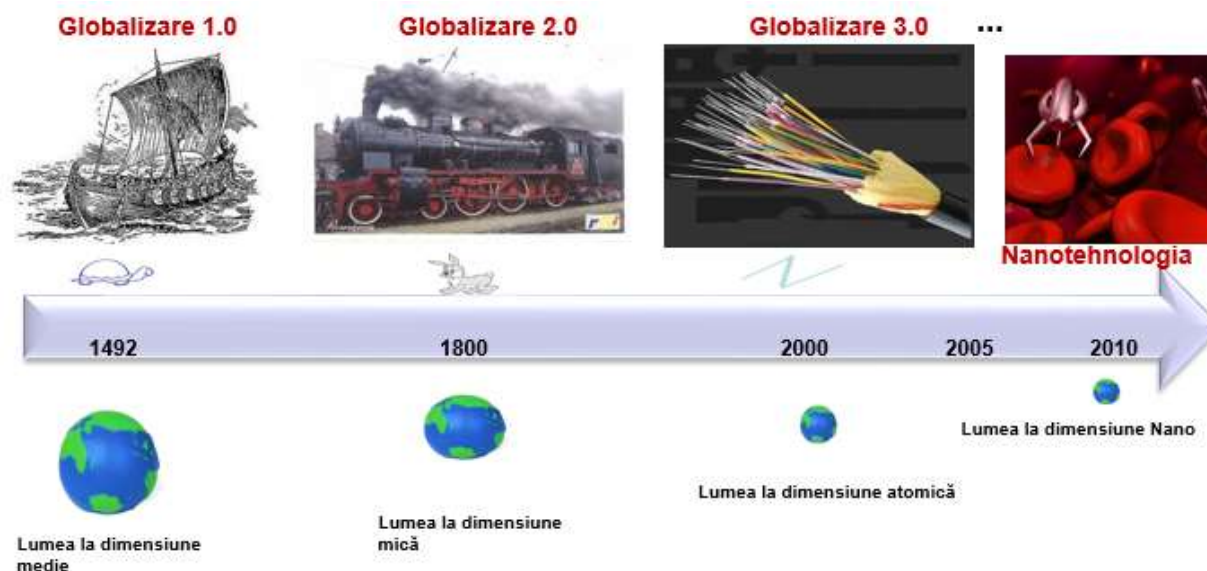 Globalizare 1.0
Globalizare 2.0
Globalizare 3.0
...
Nanotehnologia
1492
1800
2000
2005
2010
Lumea la dimensiune Nano
Lumea la dimensiune atomică
Lumea la dimensiune
mică
Lumea la dimensiune
medie